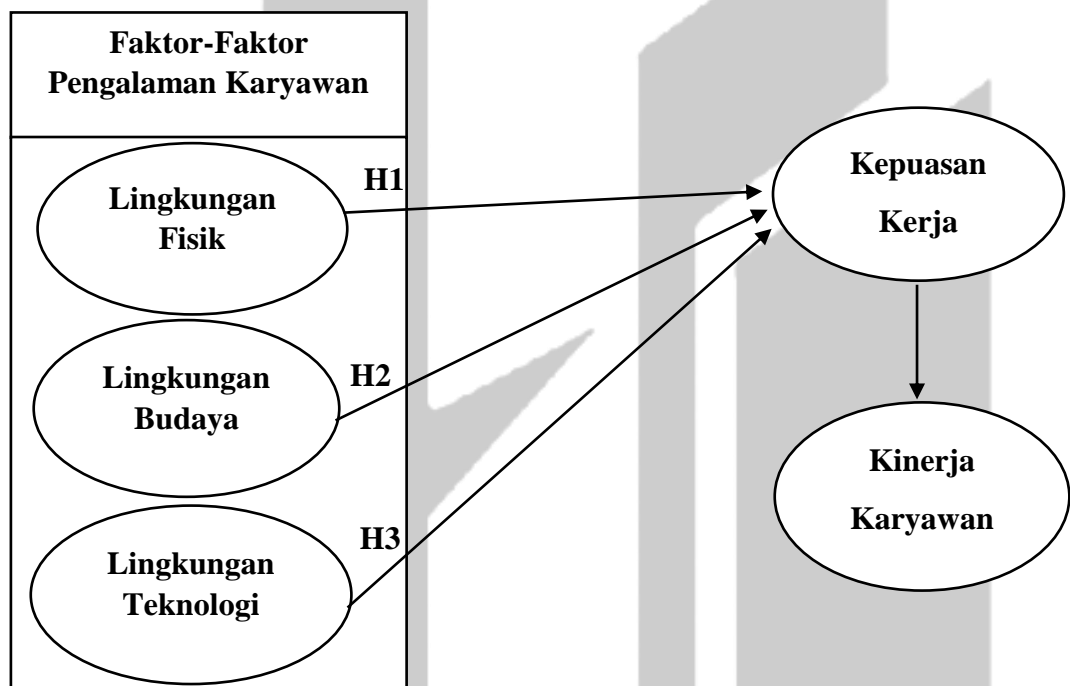 Faktor-Faktor
Pengalaman Karyawan
Lingkungan
Fisik
H1
Kepuasan
Kerja
Lingkungan
Budaya
H2
Lingkungan
Teknologi
H3
Kinerja
Karyawan